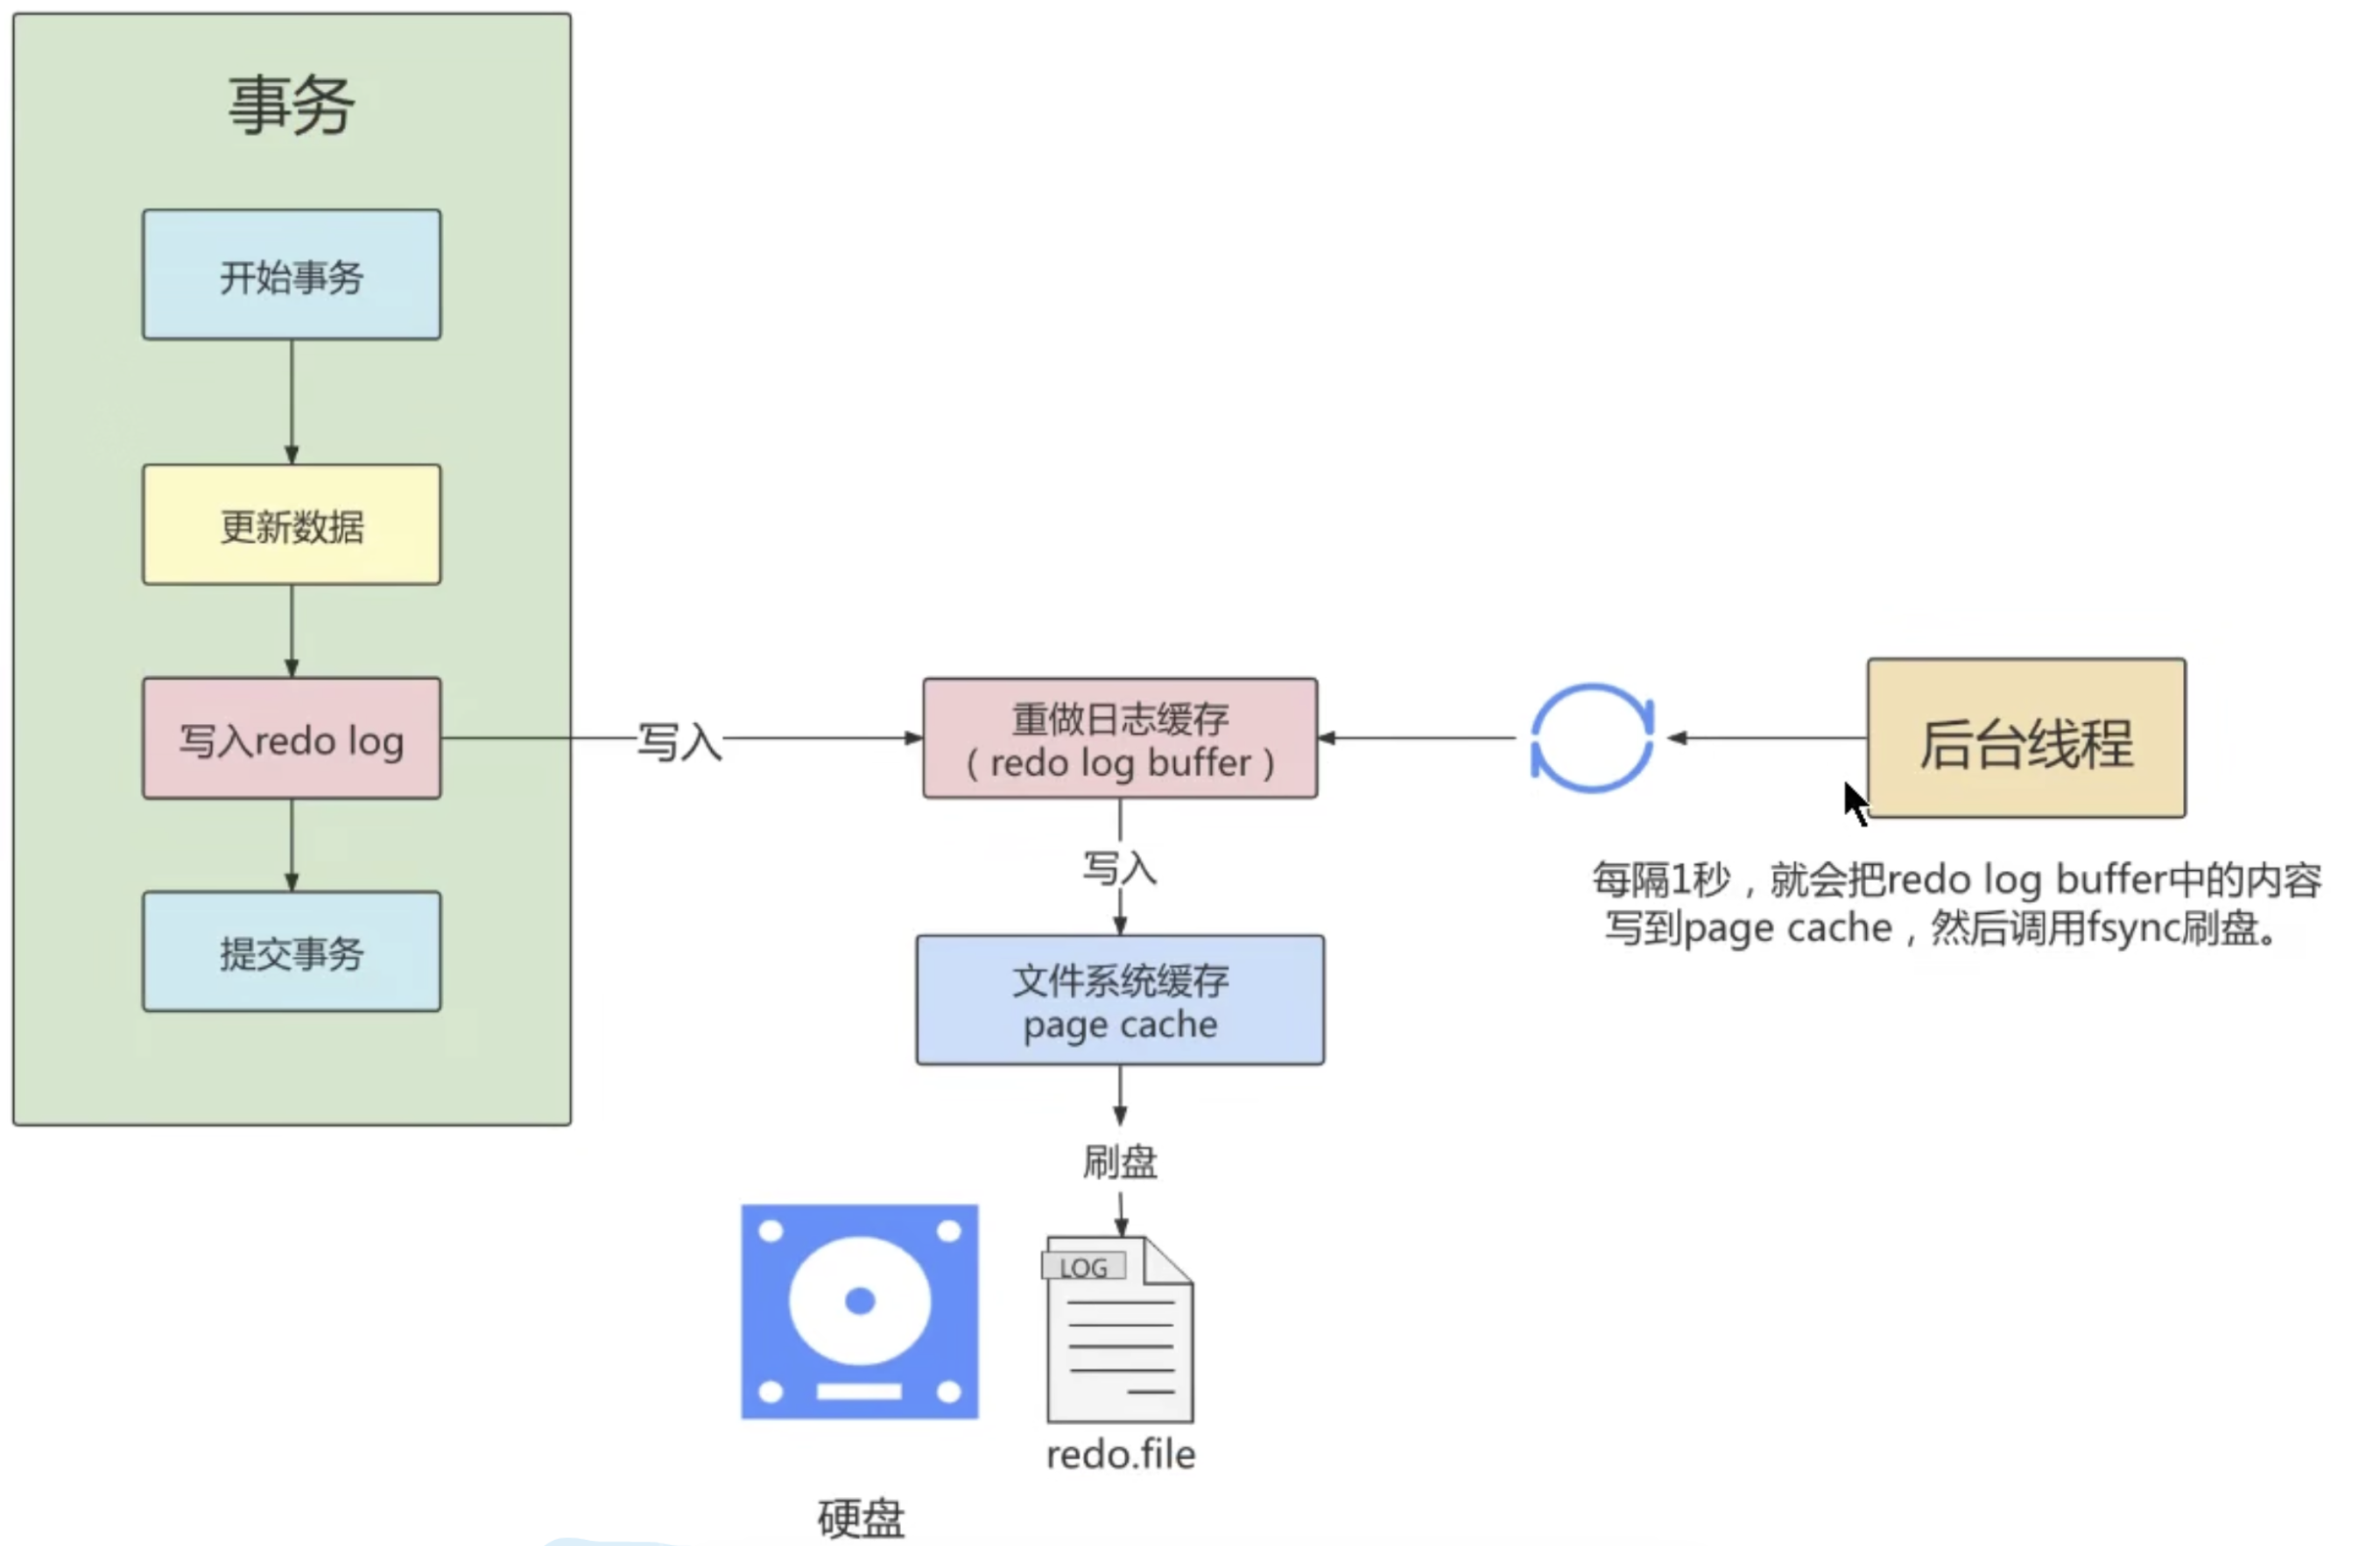 事务
开始事务
更新数据
写入redo log
提交事务
写入
重做日志缓存
( redo log buffer )
写入
文件系统缓存
page cache
刷盘
LOG
redo.file
硬盘
后台线程
每隔1秒，就会把redo log buffer中的内容
写到page cache，然后调用fsync刷盘。